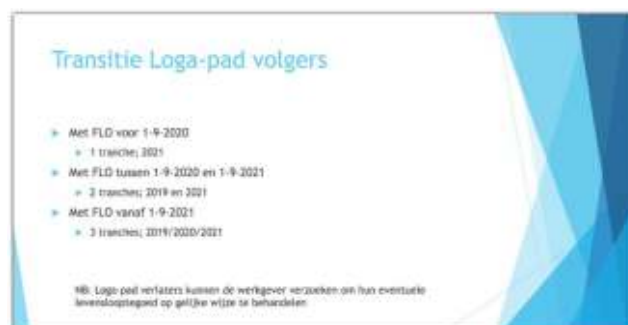 Transitie Loga-pad volgers
Met FLO voor 1-9-2020
1 tranche; 2021
Met FLO tussen 1-9-2020 en 1-9-2021
2 tranches; 2019 en 2021
Met FLO vanaf 1-9-2021
3 tranches; 2019/2020/2021
NB: Loga-pad verlaters kunnen de werkgever verzoeken om hun eventuele
levenslooptegoed op gelijke wijze te behandelen